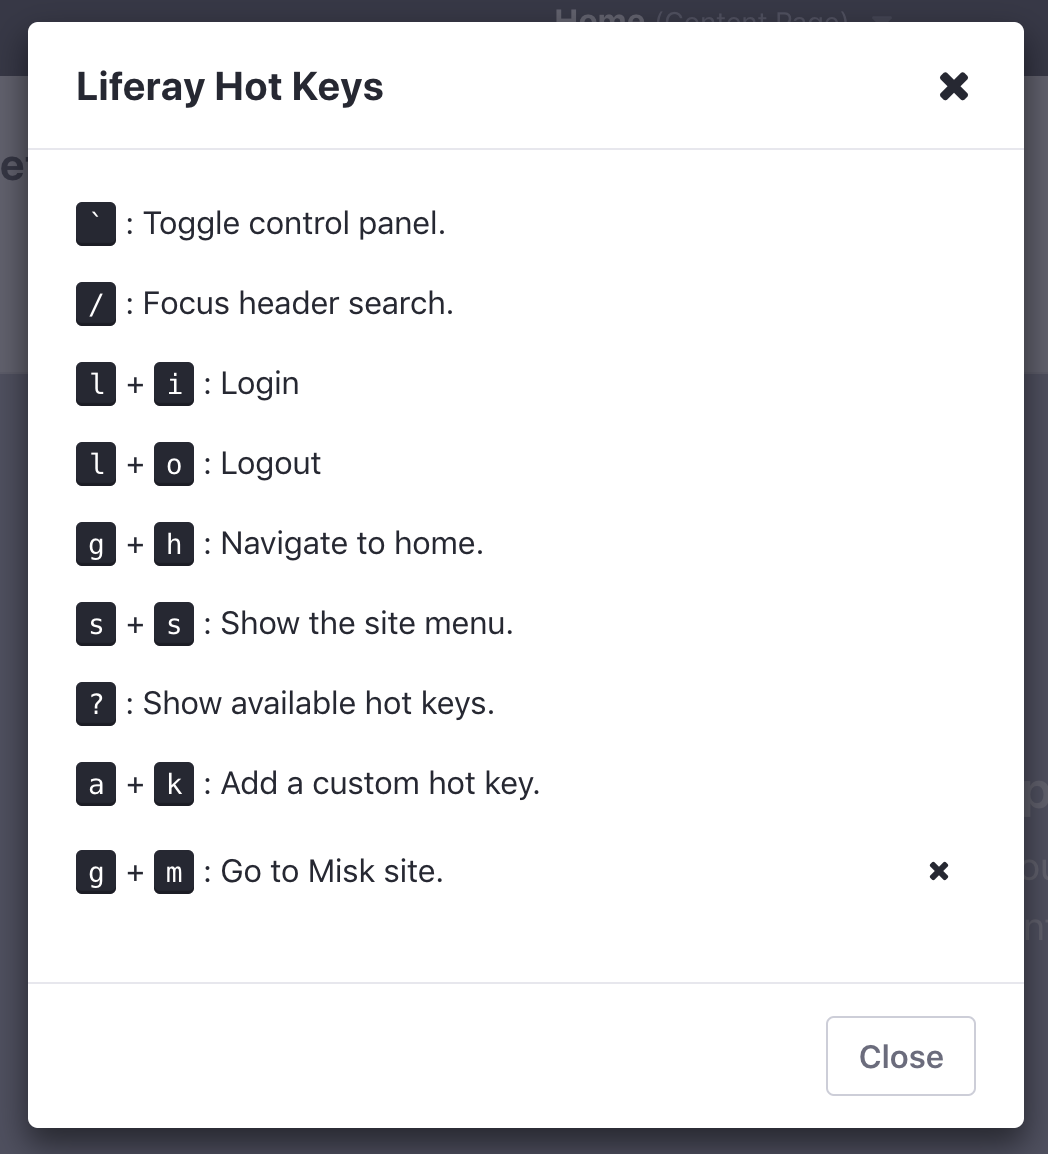 Home (Content Page)
Liferay Hot Keys
` : Toggle control panel.
/ : Focus header search.
l + i : Login
l + o : Logout
g + h : Navigate to home.
s + s : Show the site menu.
? : Show available hot keys.
a + k : Add a custom hot key.
g + m : Go to Misk site.
Close